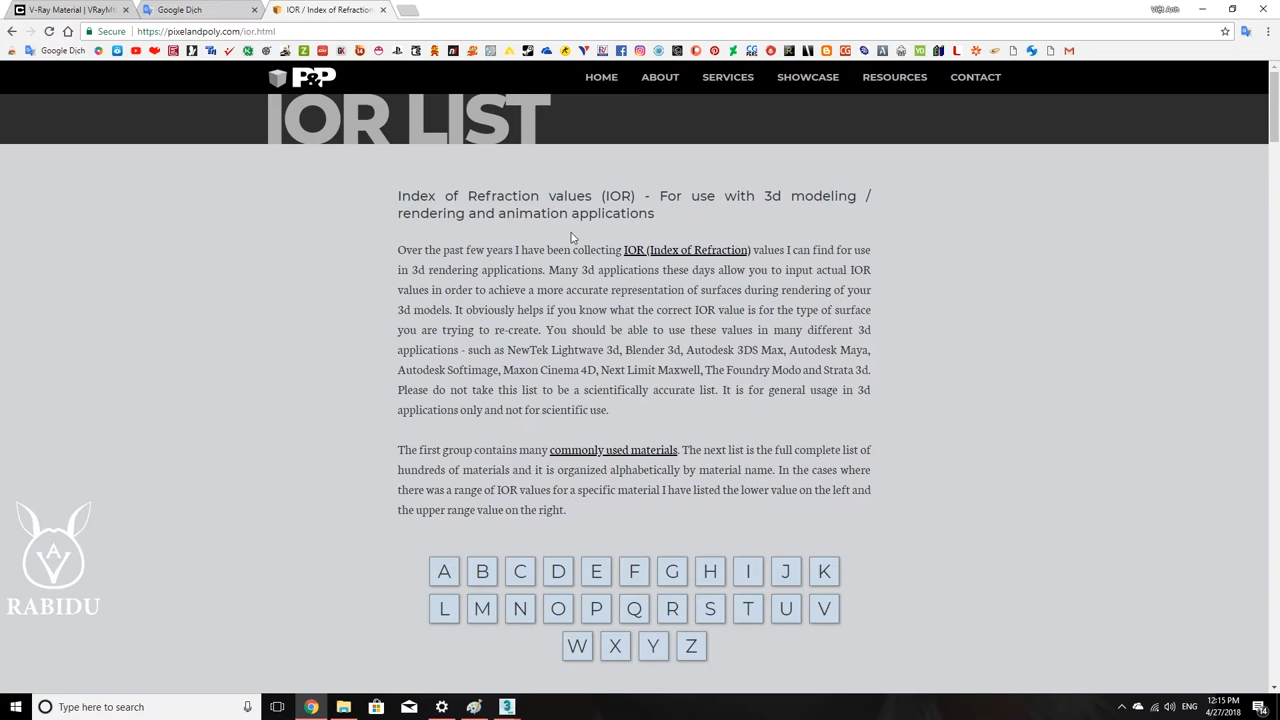 V-Ray Material | VRayMt
Google Dịch
IOR / Index of Refraction
Việt Anh
Secure
https://pixelandpoly.com/ior.html
Google Dịch
P&P
HOME
ABOUT
SERVICES
SHOWCASE
RESOURCES
CONTACT
IOR LIST
Index of Refraction values (IOR) - For use with 3d modeling /
rendering and animation applications
Over the past few years I have been collecting IOR (Index of Refraction) values I can find for use
in 3d rendering applications. Many 3d applications these days allow you to input actual IOR
values in order to achieve a more accurate representation of surfaces during rendering of your
3d models. It obviously helps if you know what the correct IOR value is for the type of surface
you are trying to re-create. You should be able to use these values in many different 3d
applications - such as NewTek Lightwave 3d, Blender 3d, Autodesk 3DS Max, Autodesk Maya,
Autodesk Softimage, Maxon Cinema 4D, Next Limit Maxwell, The Foundry Modo and Strata 3d.
Please do not take this list to be a scientifically accurate list. It is for general usage in 3d
applications only and not for scientific use.
The first group contains many commonly used materials. The next list is the full complete list of
hundreds of materials and it is organized alphabetically by material name. In the cases where
there was a range of IOR values for a specific material I have listed the lower value on the left and
the upper range value on the right.
A B C D E F G H I J K
L M N O P Q R S T U V
W X Y Z
RABIDU
Type here to search
ENG
12:15 PM
4/27/2018
14